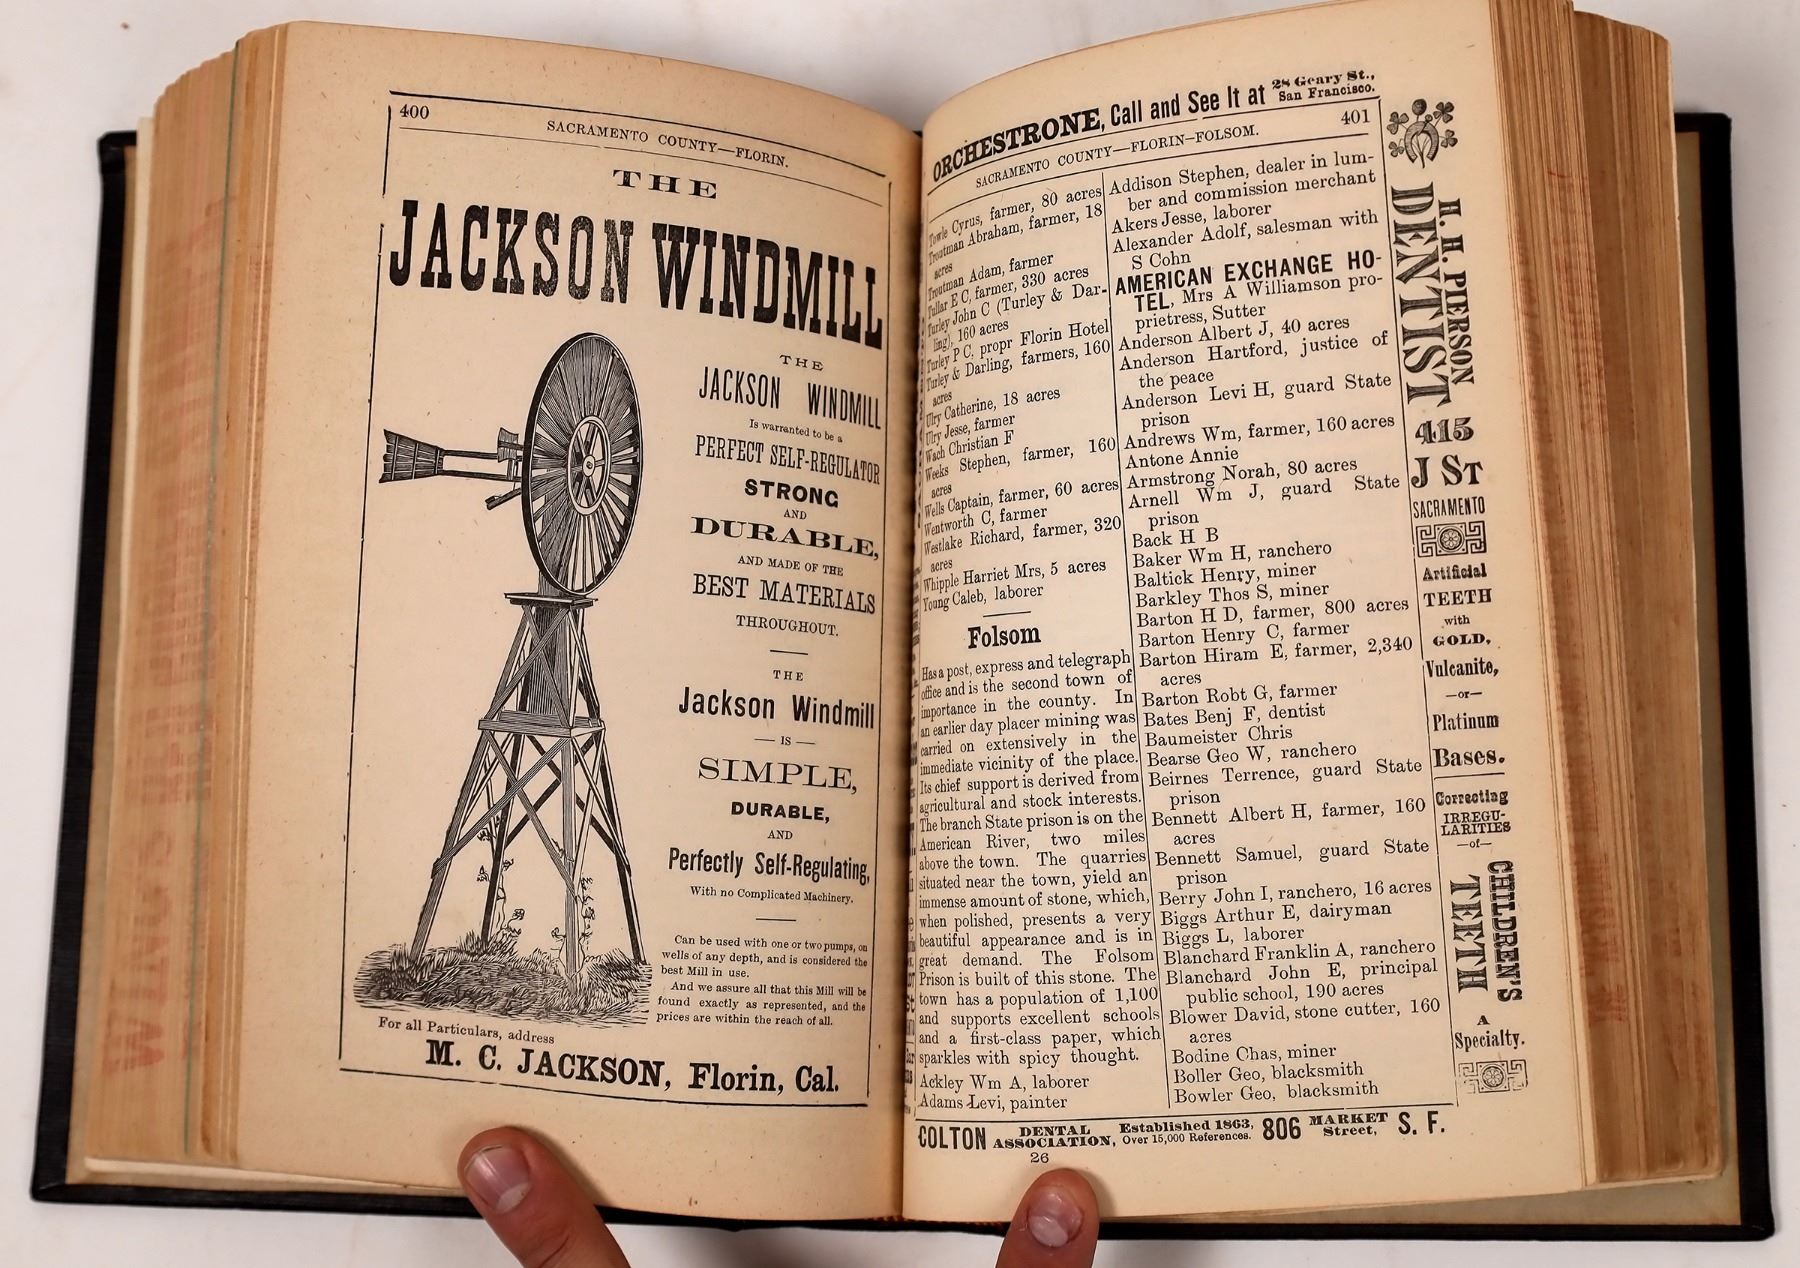 400
SACRAMENTO COUNTY—FLORIN.
THE
JACKSON WINDMILL
THE
JACKSON WINDMILL
Is warranted to be a
PERFECT SELF-REGULATOR
STRONG
AND
DURABLE,
AND MADE OF THE
BEST MATERIALS
THROUGHOUT.
THE
Jackson Windmill
— IS —
SIMPLE,
DURABLE,
AND
Perfectly Self-Regulating,
With no Complicated Machinery.
Can be used with one or two pumps, on
wells of any depth, and is considered the
best Mill in use.
And we assure all that this Mill will be
found exactly as represented, and the
prices are within the reach of all.
For all Particulars, address
M. C. JACKSON, Florin, Cal.
ORCHESTRONE, Call and See It at 28 Geary St., San Francisco.
SACRAMENTO COUNTY—FLORIN–FOLSOM.
401
Towle Cyrus, farmer, 80 acres
Troutman Abraham, farmer, 18
acres
Troutman Adam, farmer
Tullar E C, farmer, 330 acres
Turley John C (Turley & Dar-
ling), 160 acres
Turley P C, propr Florin Hotel
Turley & Darling, farmers, 160
acres
Ulry Catherine, 18 acres
Ulry Jesse, farmer
Wach Christian F
Weeks Stephen, farmer, 160
acres
Wells Captain, farmer, 60 acres
Wentworth C, farmer
Westlake Richard, farmer, 320
acres
Whipple Harriet Mrs, 5 acres
Young Caleb, laborer
Folsom
Has a post, express and telegraph
office and is the second town of
importance in the county. In
an earlier day placer mining was
carried on extensively in the
immediate vicinity of the place.
Its chief support is derived from
agricultural and stock interests.
The branch State prison is on the
American River, two miles
above the town. The quarries
situated near the town, yield an
immense amount of stone, which,
when polished, presents a very
beautiful appearance and is in
great demand. The Folsom
Prison is built of this stone. The
town has a population of 1,100
and supports excellent schools
and a first-class paper, which
sparkles with spicy thought.
Ackley Wm A, laborer
Adams Levi, painter
Addison Stephen, dealer in lum-
ber and commission merchant
Akers Jesse, laborer
Alexander Adolf, salesman with
S Cohn
AMERICAN EXCHANGE HO-
TEL, Mrs A Williamson pro-
prietress, Sutter
Anderson Albert J, 40 acres
Anderson Hartford, justice of
the peace
Anderson Levi H, guard State
prison
Andrews Wm, farmer, 160 acres
Antone Annie
Armstrong Norah, 80 acres
Arnell Wm J, guard State
prison
Back H B
Baker Wm H, ranchero
Baltick Henry, miner
Barkley Thos S, miner
Barton H D, farmer, 800 acres
Barton Henry C, farmer
Barton Hiram E, farmer, 2,340
acres
Barton Robt G, farmer
Bates Benj F, dentist
Baumeister Chris
Bearse Geo W, ranchero
Beirnes Terrence, guard State
prison
Bennett Albert H, farmer, 160
acres
Bennett Samuel, guard State
prison
Berry John I, ranchero, 16 acres
Biggs Arthur E, dairyman
Biggs L, laborer
Blanchard Franklin A, ranchero
Blanchard John E, principal
public school, 190 acres
Blower David, stone cutter, 160
acres
Bodine Chas, miner
Boller Geo, blacksmith
Bowler Geo, blacksmith
H. H. PIERSON
DENTIST
415
J ST
SACRAMENTO
Artificial
TEETH
with
GOLD,
Vulcanite,
—or—
Platinum
Bases.
Correcting
IRREGU-
LARITIES
—of—
CHILDREN'S
TEETH
A
Specialty.
COLTON DENTAL ASSOCIATION, Established 1863, Over 15,000 References. 806 MARKET Street, S. F.
26